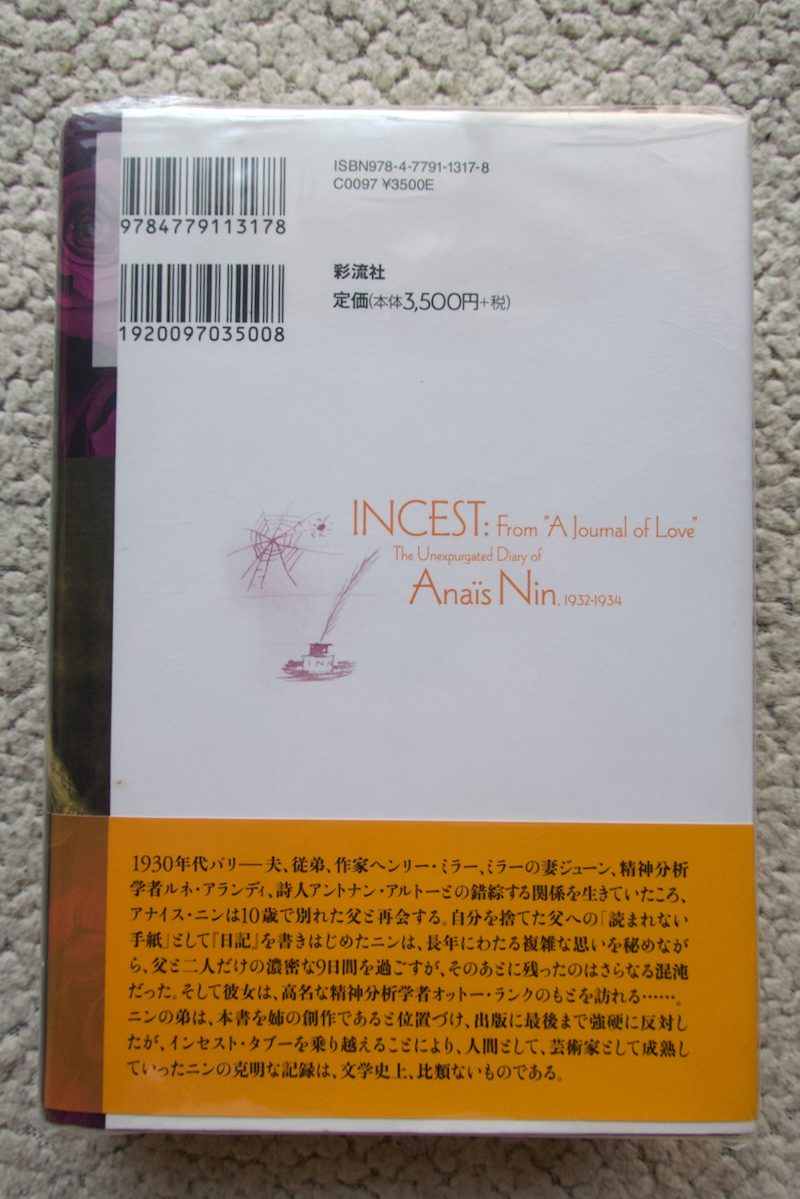 ISBN978-4-7791-1317-8
C0097 ¥3500E
9784779113178
1920097035008
彩流社
定価(本体3,500円+税)
INCEST: From "A Journal of Love"
The Unexpurgated Diary of
Anaïs Nin, 1932-1934
INK
1930年代パリ──夫、従弟、作家ヘンリー・ミラー、ミラーの妻ジューン、精神分析
学者ルネ・アランディ、詩人アントナン・アルトーとの錯綜する関係を生きていたころ、
アナイス・ニンは10歳で別れた父と再会する。自分を捨てた父への「読まれない
手紙」として『日記』を書きはじめたニンは、長年にわたる複雑な思いを秘めなが
ら、父と二人だけの濃密な9日間を過ごすが、そのあとに残ったのはさらなる混沌
だった。そして彼女は、高名な精神分析学者オットー・ランクのもとを訪れる……。
ニンの弟は、本書を姉の創作であると位置づけ、出版に最後まで強硬に反対し
たが、インセスト・タブーを乗り越えることにより、人間として、芸術家として成熟し
ていったニンの克明な記録は、文学史上、比類ないものである。